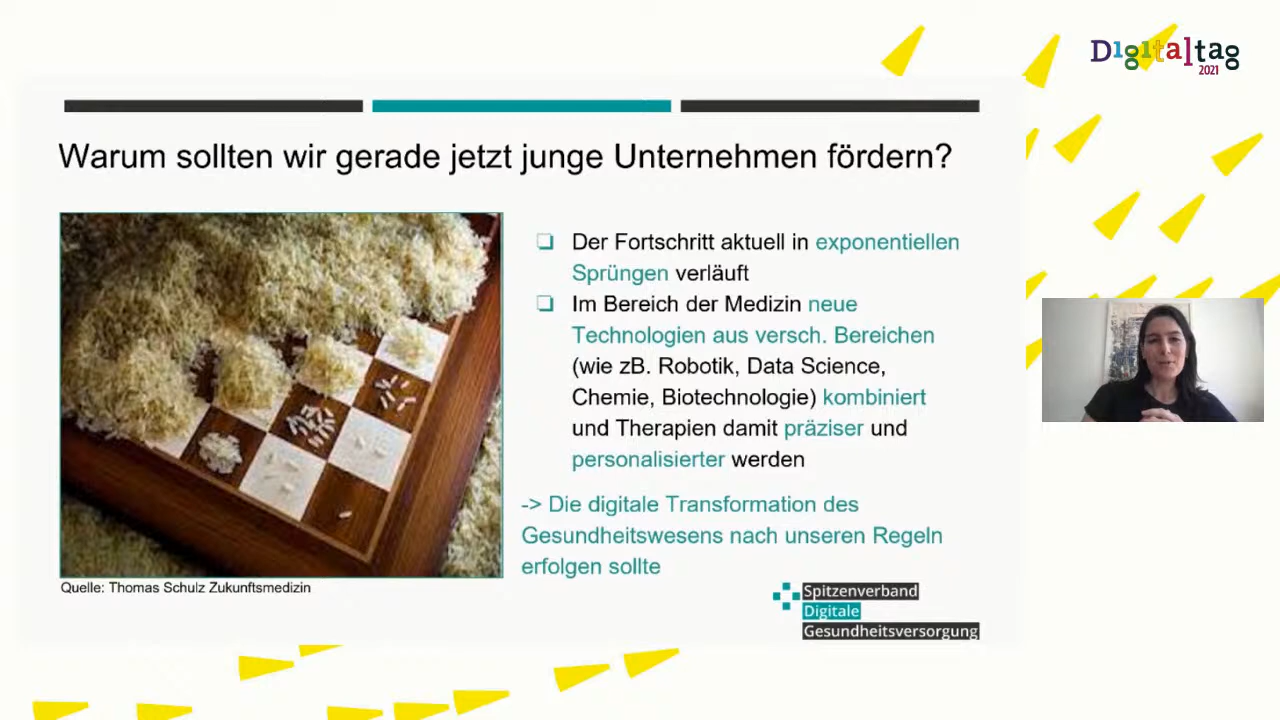 Digitaltag
2021
Warum sollten wir gerade jetzt junge Unternehmen fördern?
Der Fortschritt aktuell in exponentiellen
Sprüngen verläuft
Im Bereich der Medizin neue
Technologien aus versch. Bereichen
(wie zB. Robotik, Data Science,
Chemie, Biotechnologie) kombiniert
und Therapien damit präziser und
personalisierter werden
-> Die digitale Transformation des
Gesundheitswesens nach unseren Regeln
erfolgen sollte
Quelle: Thomas Schulz Zukunftsmedizin
Spitzenverband
Digitale
Gesundheitsversorgung